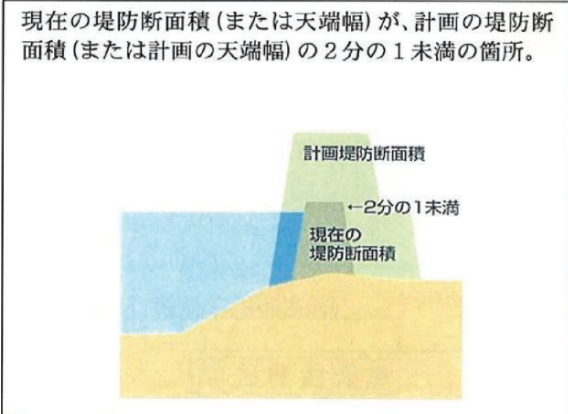 現在の堤防断面積(または天端幅)が、計画の堤防断
面積(または計画の天端幅)の2分の1未満の箇所。
計画堤防断面積
←2分の1未満
現在の
堤防断面積